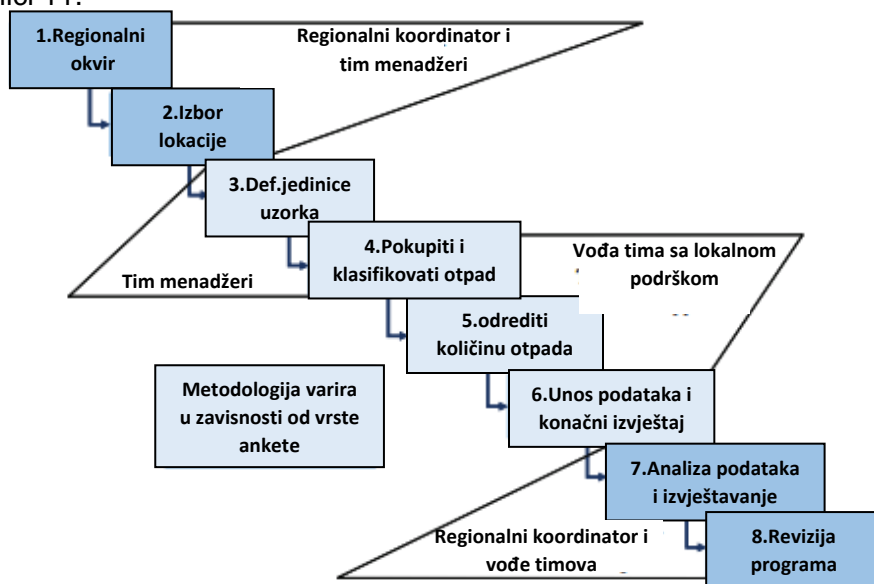 1.Regionalni
okvir
Regionalni koordinator i
tim menadžeri
2.Izbor
lokacije
3.Def.jedinice
uzorka
Tim menadžeri
4.Pokupiti i
klasifikovati otpad
Vođa tima sa lokalnom
podrškom
5.odrediti
količinu otpada
Metodologija varira
u zavisnosti od vrste
ankete
6.Unos podataka i
konačni izvještaj
7.Analiza podataka
i izvještavanje
Regionalni koordinator i
vođe timova
8.Revizija
programa